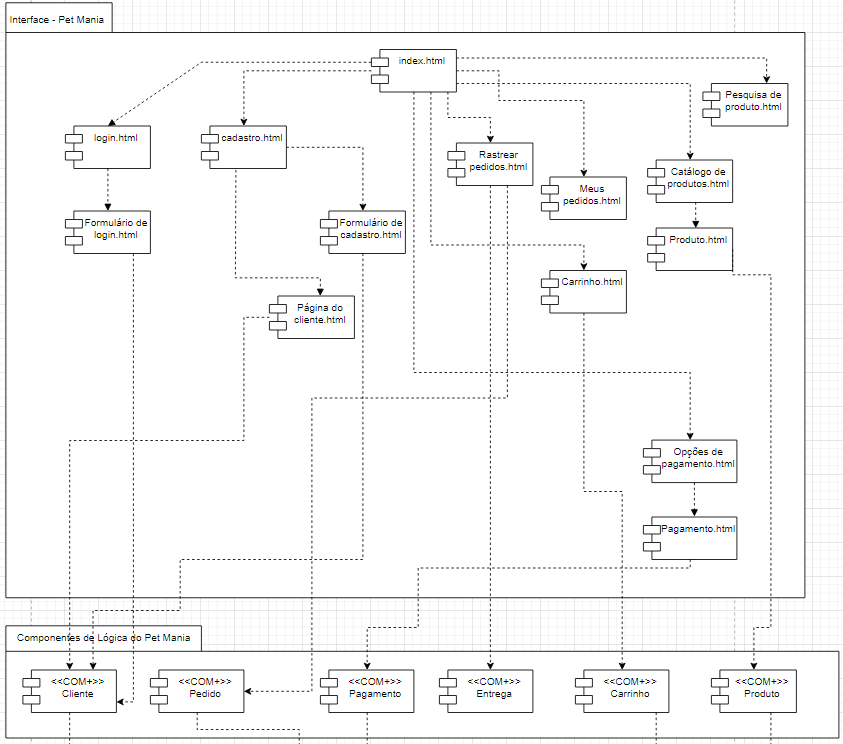 Interface - Pet Mania
index.html
Pesquisa de
produto.html
login.html
cadastro.html
Rastrear
pedidos.html
Meus
pedidos.html
Catálogo de
produtos.html
Formulário de
login.html
Formulário de
cadastro.html
Produto.html
Carrinho.html
Página do
cliente.html
Opções de
pagamento.html
Pagamento.html
Componentes de Lógica do Pet Mania
<<COM+>>
Cliente
<<COM+>>
Pedido
<<COM+>>
Pagamento
<<COM+>>
Entrega
<<COM+>>
Carrinho
<<COM+>>
Produto